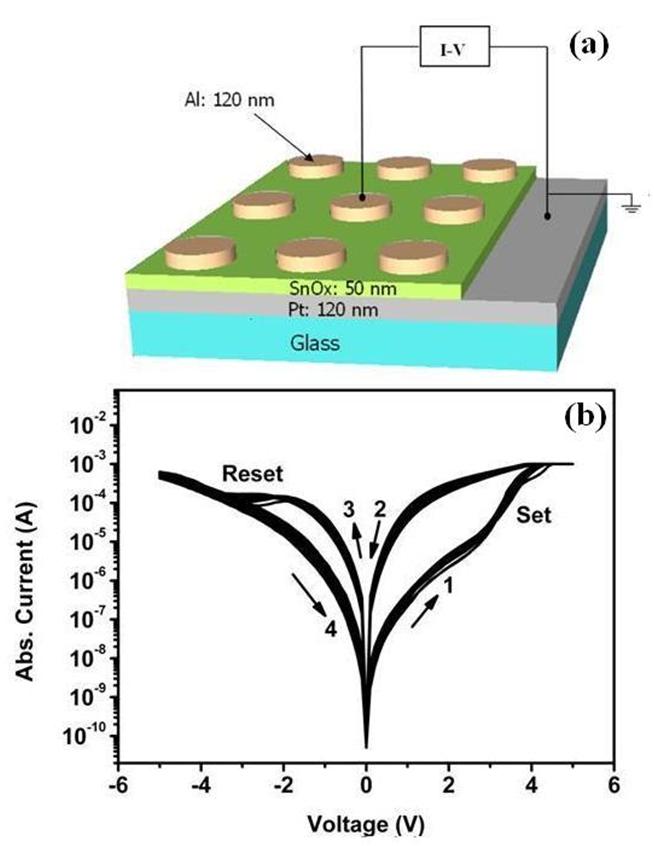 (a)
I-V
Al: 120 nm
SnOx: 50 nm
Pt: 120 nm
Glass
(b)
10⁻²
10⁻³
10⁻⁴
10⁻⁵
10⁻⁶
10⁻⁷
10⁻⁸
10⁻⁹
10⁻¹⁰
Abs. Current (A)
Reset
3 2
Set
1
4
-6 -4 -2 0 2 4 6
Voltage (V)